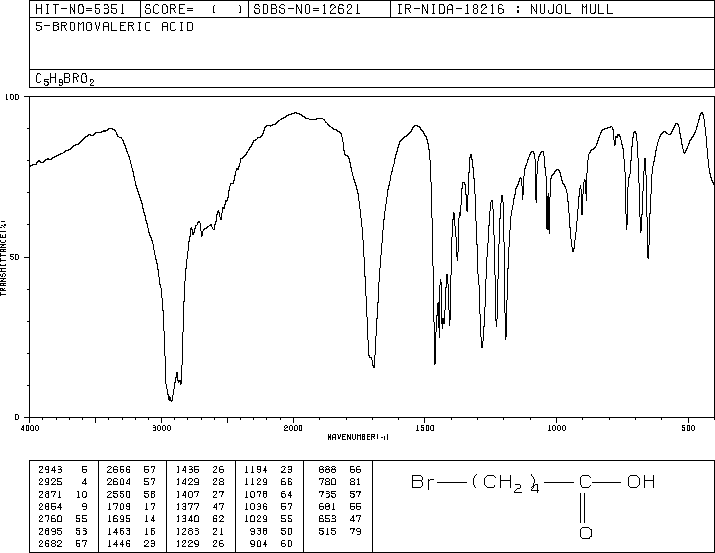 HIT-NO=5351 SCORE= ( ) SDBS-NO=12621 IR-NIDA-18216 : NUJOL MULL
5-BROMOVALERIC ACID
C5H9BRO2
100
50
0
TRANSMITTANCE(%)
4000 3000 2000 1500 1000 500
WAVENUMBER(-1)
2943 6 2666 57 1436 26 1194 23 888 66
2925 4 2604 57 1429 28 1129 66 780 81
2871 10 2550 58 1407 27 1078 64 735 57
2854 9 1709 17 1377 47 1036 57 681 55
2760 55 1695 14 1340 62 1029 55 653 47
2695 53 1463 16 1283 21 938 50 515 79
2682 57 1446 23 1229 26 904 60
Br—(CH2)4—C—OH
O